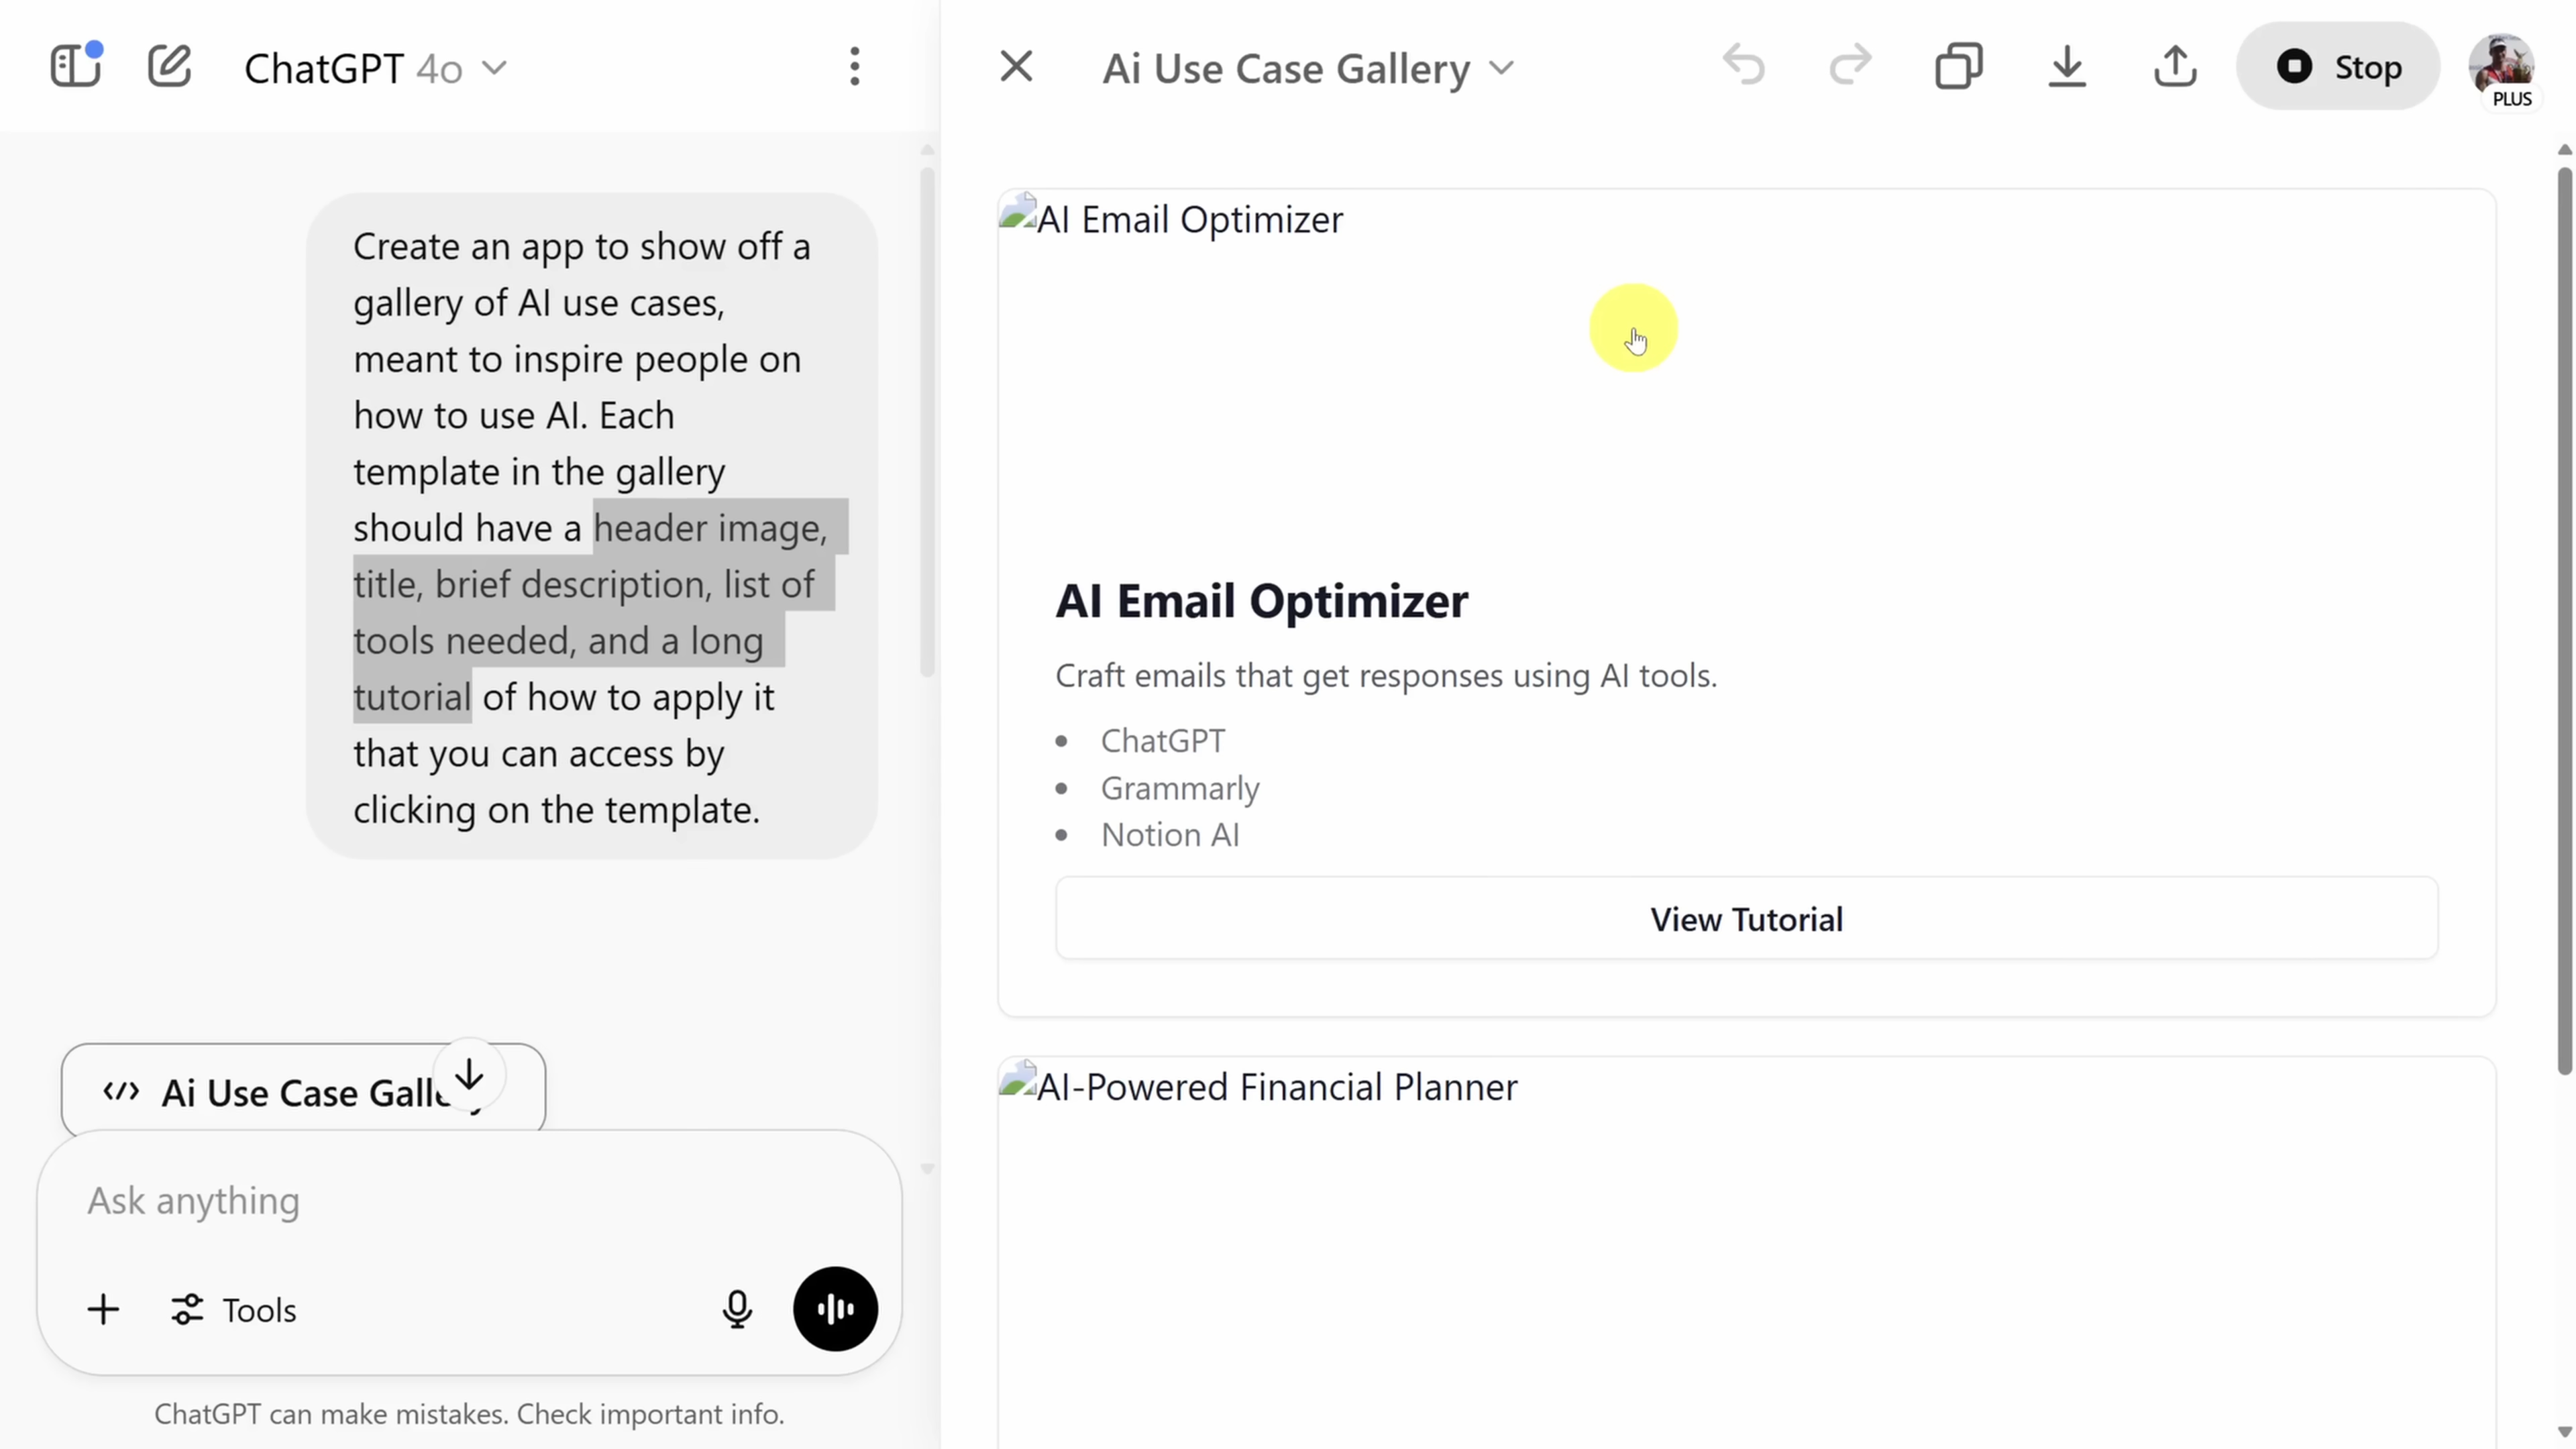 ChatGPT 4o
Ai Use Case Gallery
Stop
PLUS
Create an app to show off a
gallery of AI use cases,
meant to inspire people on
how to use AI. Each
template in the gallery
should have a header image,
title, brief description, list of
tools needed, and a long
tutorial of how to apply it
that you can access by
clicking on the template.
Ai Use Case Galle
Ask anything
Tools
ChatGPT can make mistakes. Check important info.
AI Email Optimizer
AI Email Optimizer
Craft emails that get responses using AI tools.
ChatGPT
Grammarly
Notion AI
View Tutorial
AI-Powered Financial Planner